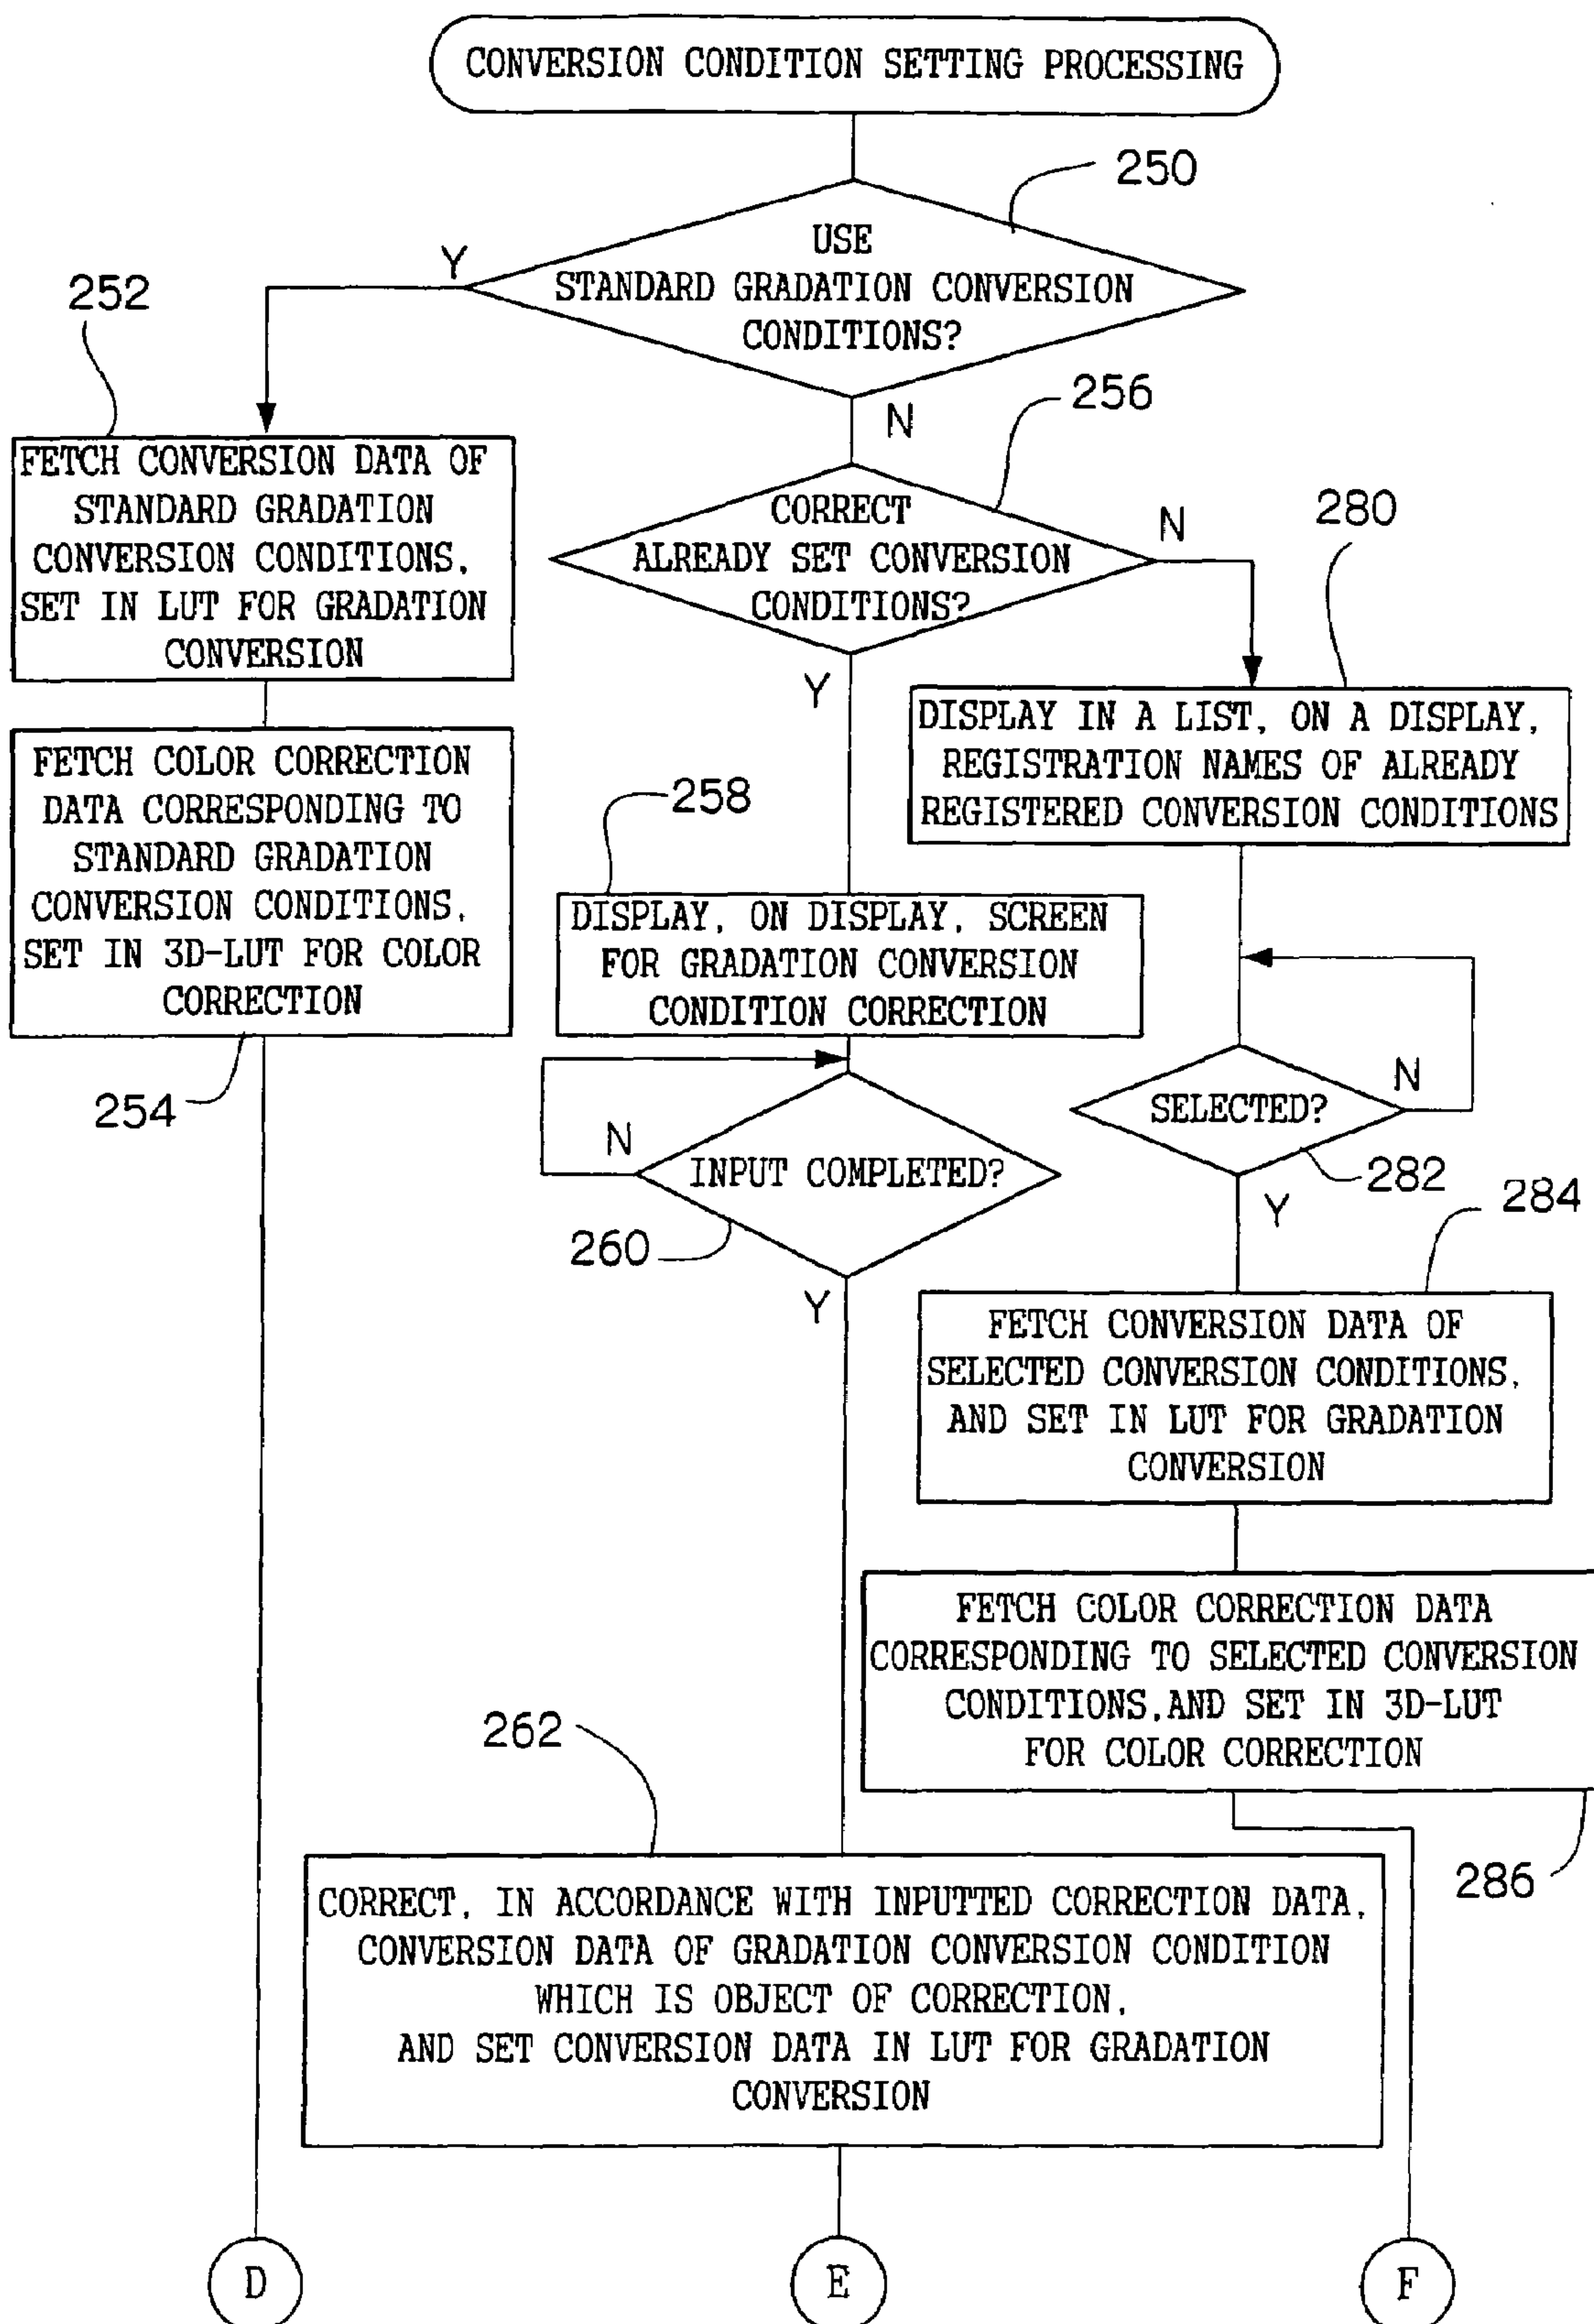 CONVERSION CONDITION SETTING PROCESSING
250
USE
STANDARD GRADATION CONVERSION
CONDITIONS?
Y
N
252
FETCH CONVERSION DATA OF
STANDARD GRADATION
CONVERSION CONDITIONS,
SET IN LUT FOR GRADATION
CONVERSION
256
CORRECT
ALREADY SET CONVERSION
CONDITIONS?
N
Y
280
DISPLAY IN A LIST, ON A DISPLAY,
REGISTRATION NAMES OF ALREADY
REGISTERED CONVERSION CONDITIONS
FETCH COLOR CORRECTION
DATA CORRESPONDING TO
STANDARD GRADATION
CONVERSION CONDITIONS,
SET IN 3D-LUT FOR COLOR
CORRECTION
254
258
DISPLAY, ON DISPLAY, SCREEN
FOR GRADATION CONVERSION
CONDITION CORRECTION
N
INPUT COMPLETED?
260
Y
SELECTED?
N
282
Y
284
FETCH CONVERSION DATA OF
SELECTED CONVERSION CONDITIONS,
AND SET IN LUT FOR GRADATION
CONVERSION
FETCH COLOR CORRECTION DATA
CORRESPONDING TO SELECTED CONVERSION
CONDITIONS,AND SET IN 3D-LUT
FOR COLOR CORRECTION
286
262
CORRECT, IN ACCORDANCE WITH INPUTTED CORRECTION DATA,
CONVERSION DATA OF GRADATION CONVERSION CONDITION
WHICH IS OBJECT OF CORRECTION,
AND SET CONVERSION DATA IN LUT FOR GRADATION
CONVERSION
D
E
F